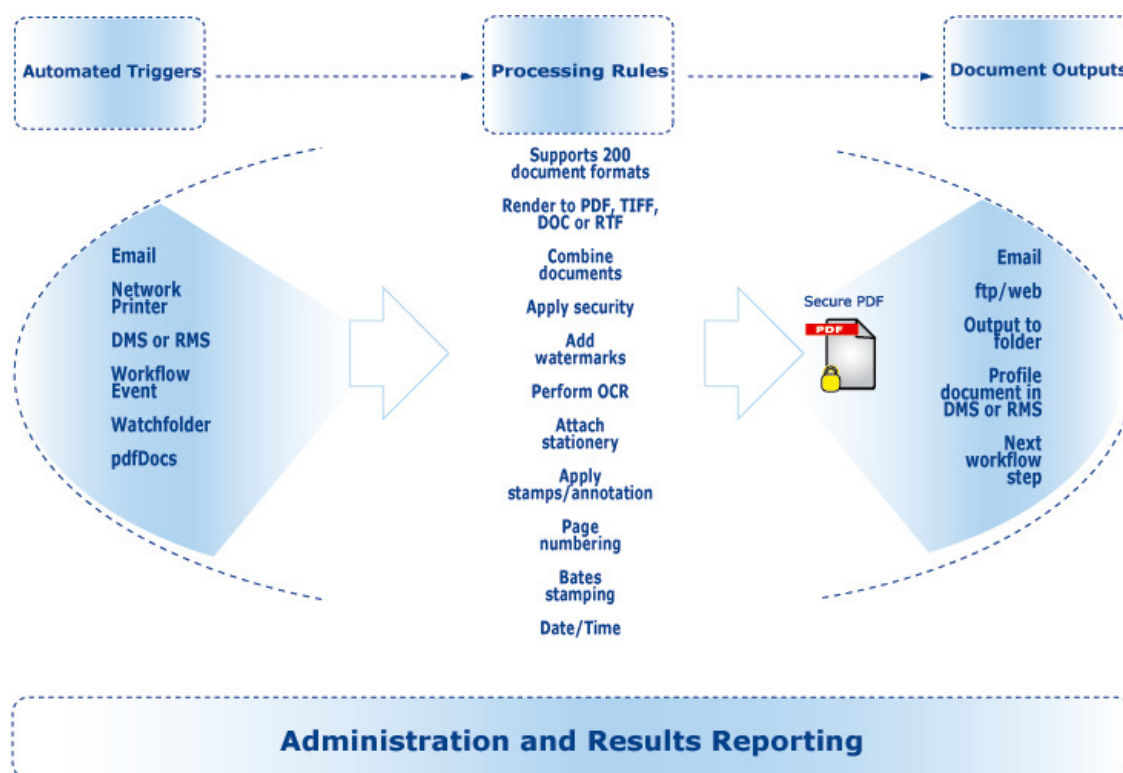 Automated Triggers
Processing Rules
Document Outputs
Email
Network
Printer
DMS or RMS
Workflow
Event
Watchfolder
pdfDocs
Supports 200
document formats
Render to PDF, TIFF,
DOC or RTF
Combine
documents
Apply security
Add
watermarks
Perform OCR
Attach
stationery
Apply
stamps/annotation
Page
numbering
Bates
stamping
Date/Time
Secure PDF
PDF
Email
ftp/web
Output to
folder
Profile
document in
DMS or RMS
Next
workflow
step
Administration and Results Reporting